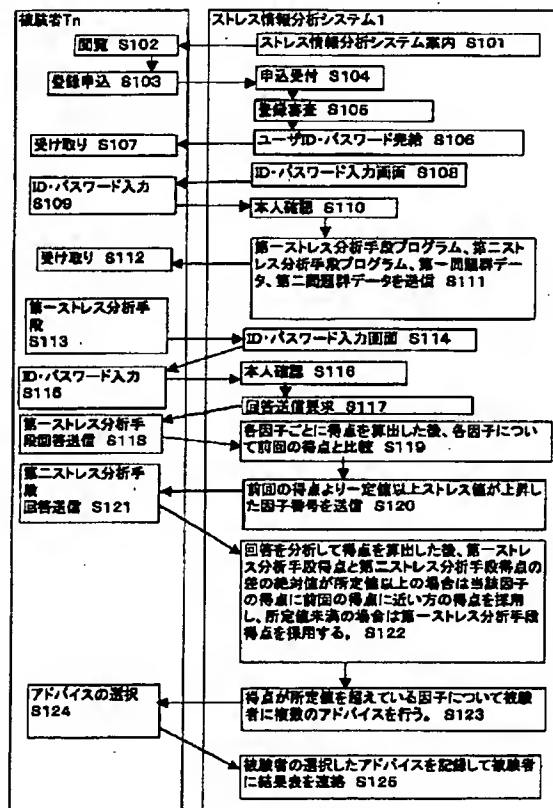 被験者Tn
ストレス情報分析システム1
閲覧 S102
ストレス情報分析システム案内 S101
登録申込 S103
申込受付 S104
登録審査 S105
受け取り S107
ユーザID・パスワード発給 S106
ID・パスワード入力画面 S108
ID・パスワード入力
S109
本人確認 S110
受け取り S112
第一ストレス分析手段プログラム、第二スト
レス分析手段プログラム、第一問題群デー
タ、第二問題群データを送信 S111
第一ストレス分析手
段
S113
ID・パスワード入力画面 S114
ID・パスワード入力
S115
本人確認 S116
回答送信要求 S117
第一ストレス分析手
段回答送信 S118
各因子ごとに得点を算出した後、各因子につい
て前回の得点と比較 S119
第二ストレス分析手
段
回答送信 S121
前回の得点より一定値以上ストレス値が上昇し
た因子番号を送信 S120
回答を分析して得点を算出した後、第一ストレ
ス分析手段得点と第二ストレス分析手段得点の
差の絶対値が所定値以上の場合は当該因子
の得点に前回の得点に近い方の得点を採用
し、所定値未満の場合は第一ストレス分析手段
得点を採用する。 S122
アドバイスの選択
S124
得点が所定値を超えている因子について被験
者に複数のアドバイスを行う。 S123
被験者の選択したアドバイスを記録して被験者
に結果表を連絡 S125